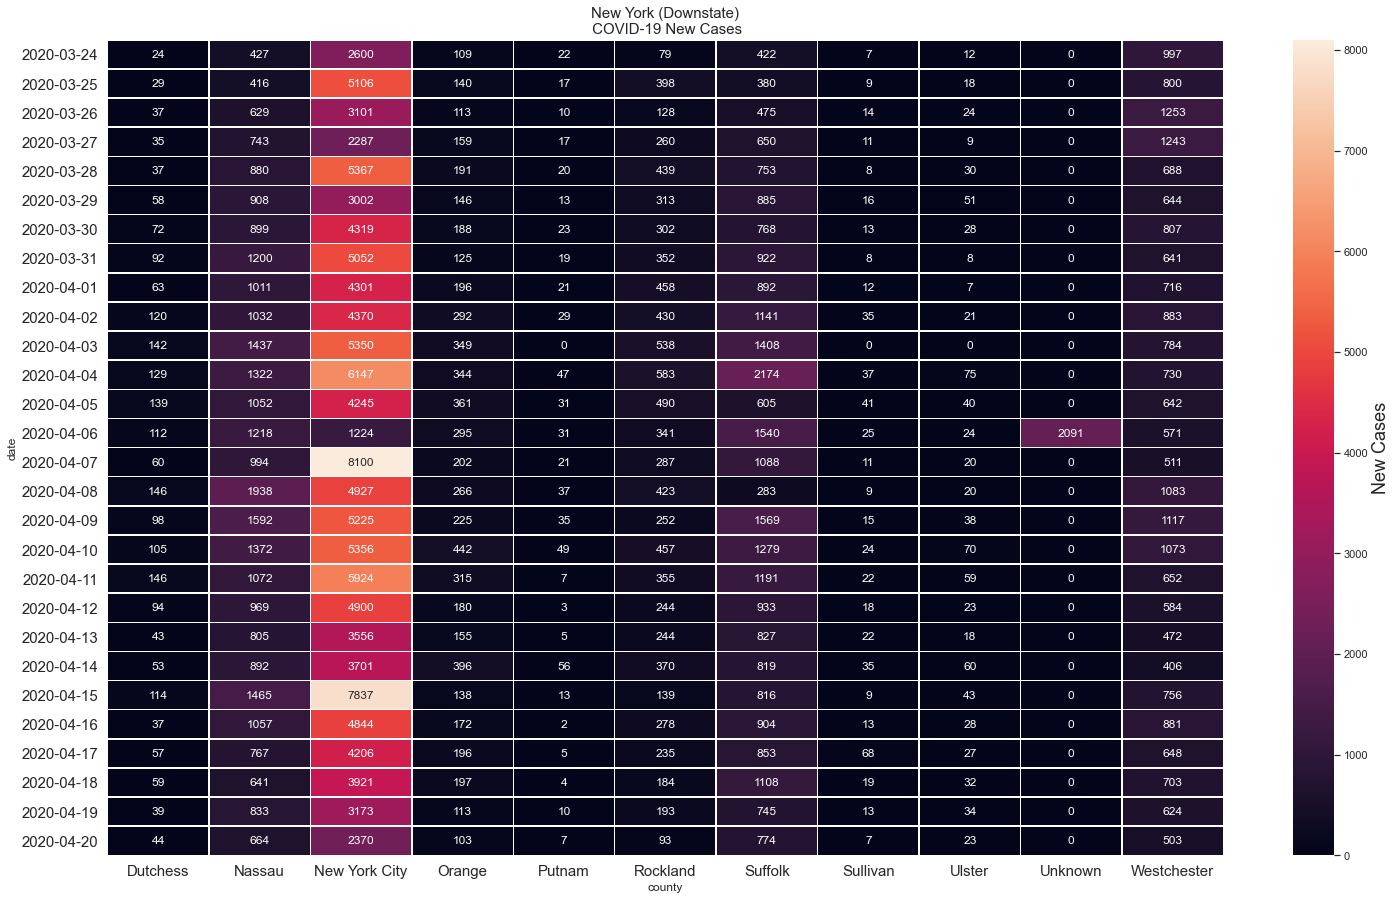 New York (Downstate)
COVID-19 New Cases
2020-03-24 24 427 2600 109 22 79 422 7 12 0 997
2020-03-25 29 416 5106 140 17 398 380 9 18 0 800
2020-03-26 37 629 3101 113 10 128 475 14 24 0 1253
2020-03-27 35 743 2287 159 17 260 650 11 9 0 1243
2020-03-28 37 880 5367 191 20 439 753 8 30 0 688
2020-03-29 58 908 3002 146 13 313 885 16 51 0 644
2020-03-30 72 899 4319 188 23 302 768 13 28 0 807
2020-03-31 92 1200 5052 125 19 352 922 8 8 0 641
2020-04-01 63 1011 4301 196 21 458 892 12 7 0 716
2020-04-02 120 1032 4370 292 29 430 1141 35 21 0 883
2020-04-03 142 1437 5350 349 0 538 1408 0 0 0 784
2020-04-04 129 1322 6147 344 47 583 2174 37 75 0 730
2020-04-05 139 1052 4245 361 31 490 605 41 40 0 642
2020-04-06 112 1218 1224 295 31 341 1540 25 24 2091 571
2020-04-07 60 994 8100 202 21 287 1088 11 20 0 511
2020-04-08 146 1938 4927 266 37 423 283 9 20 0 1083
2020-04-09 98 1592 5225 225 35 252 1569 15 38 0 1117
2020-04-10 105 1372 5356 442 49 457 1279 24 70 0 1073
2020-04-11 146 1072 5924 315 7 355 1191 22 59 0 652
2020-04-12 94 969 4900 180 3 244 933 18 23 0 584
2020-04-13 43 805 3556 155 5 244 827 22 18 0 472
2020-04-14 53 892 3701 396 56 370 819 35 60 0 406
2020-04-15 114 1465 7837 138 13 139 816 9 43 0 756
2020-04-16 37 1057 4844 172 2 278 904 13 28 0 881
2020-04-17 57 767 4206 196 5 235 853 68 27 0 648
2020-04-18 59 641 3921 197 4 184 1108 19 32 0 703
2020-04-19 39 833 3173 113 10 193 745 13 34 0 624
2020-04-20 44 664 2370 103 7 93 774 7 23 0 503
Dutchess Nassau New York City Orange Putnam Rockland Suffolk Sullivan Ulster Unknown Westchester
county
date
8000
7000
6000
5000
4000
3000
2000
1000
0
New Cases